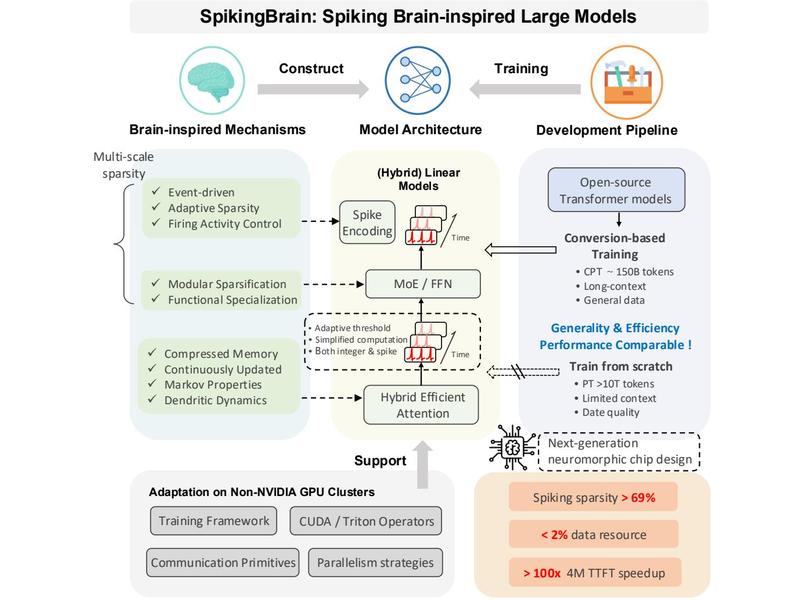 SpikingBrain: Spiking Brain-inspired Large Models
Construct
Training
Brain-inspired Mechanisms
Model Architecture
Development Pipeline
Multi-scale
sparsity
✓ Event-driven
✓ Adaptive Sparsity
✓ Firing Activity Control
✓ Modular Sparsification
✓ Functional Specialization
✓ Compressed Memory
✓ Continuously Updated
✓ Markov Properties
✓ Dendritic Dynamics
(Hybrid) Linear
Models
Spike
Encoding
Time
MoE / FFN
• Adaptive threshold
• Simplified computation
• Both integer & spike
Time
Hybrid Efficient
Attention
Open-source
Transformer models
Conversion-based
Training
• CPT ~ 150B tokens
• Long-context
• General data
Generality & Efficiency
Performance Comparable !
Train from scratch
• PT >10T tokens
• Limited context
• Date quality
Support
Next-generation
neuromorphic chip design
Adaptation on Non-NVIDIA GPU Clusters
Training Framework
CUDA / Triton Operators
Communication Primitives
Parallelism strategies
Spiking sparsity > 69%
< 2% data resource
> 100x 4M TTFT speedup